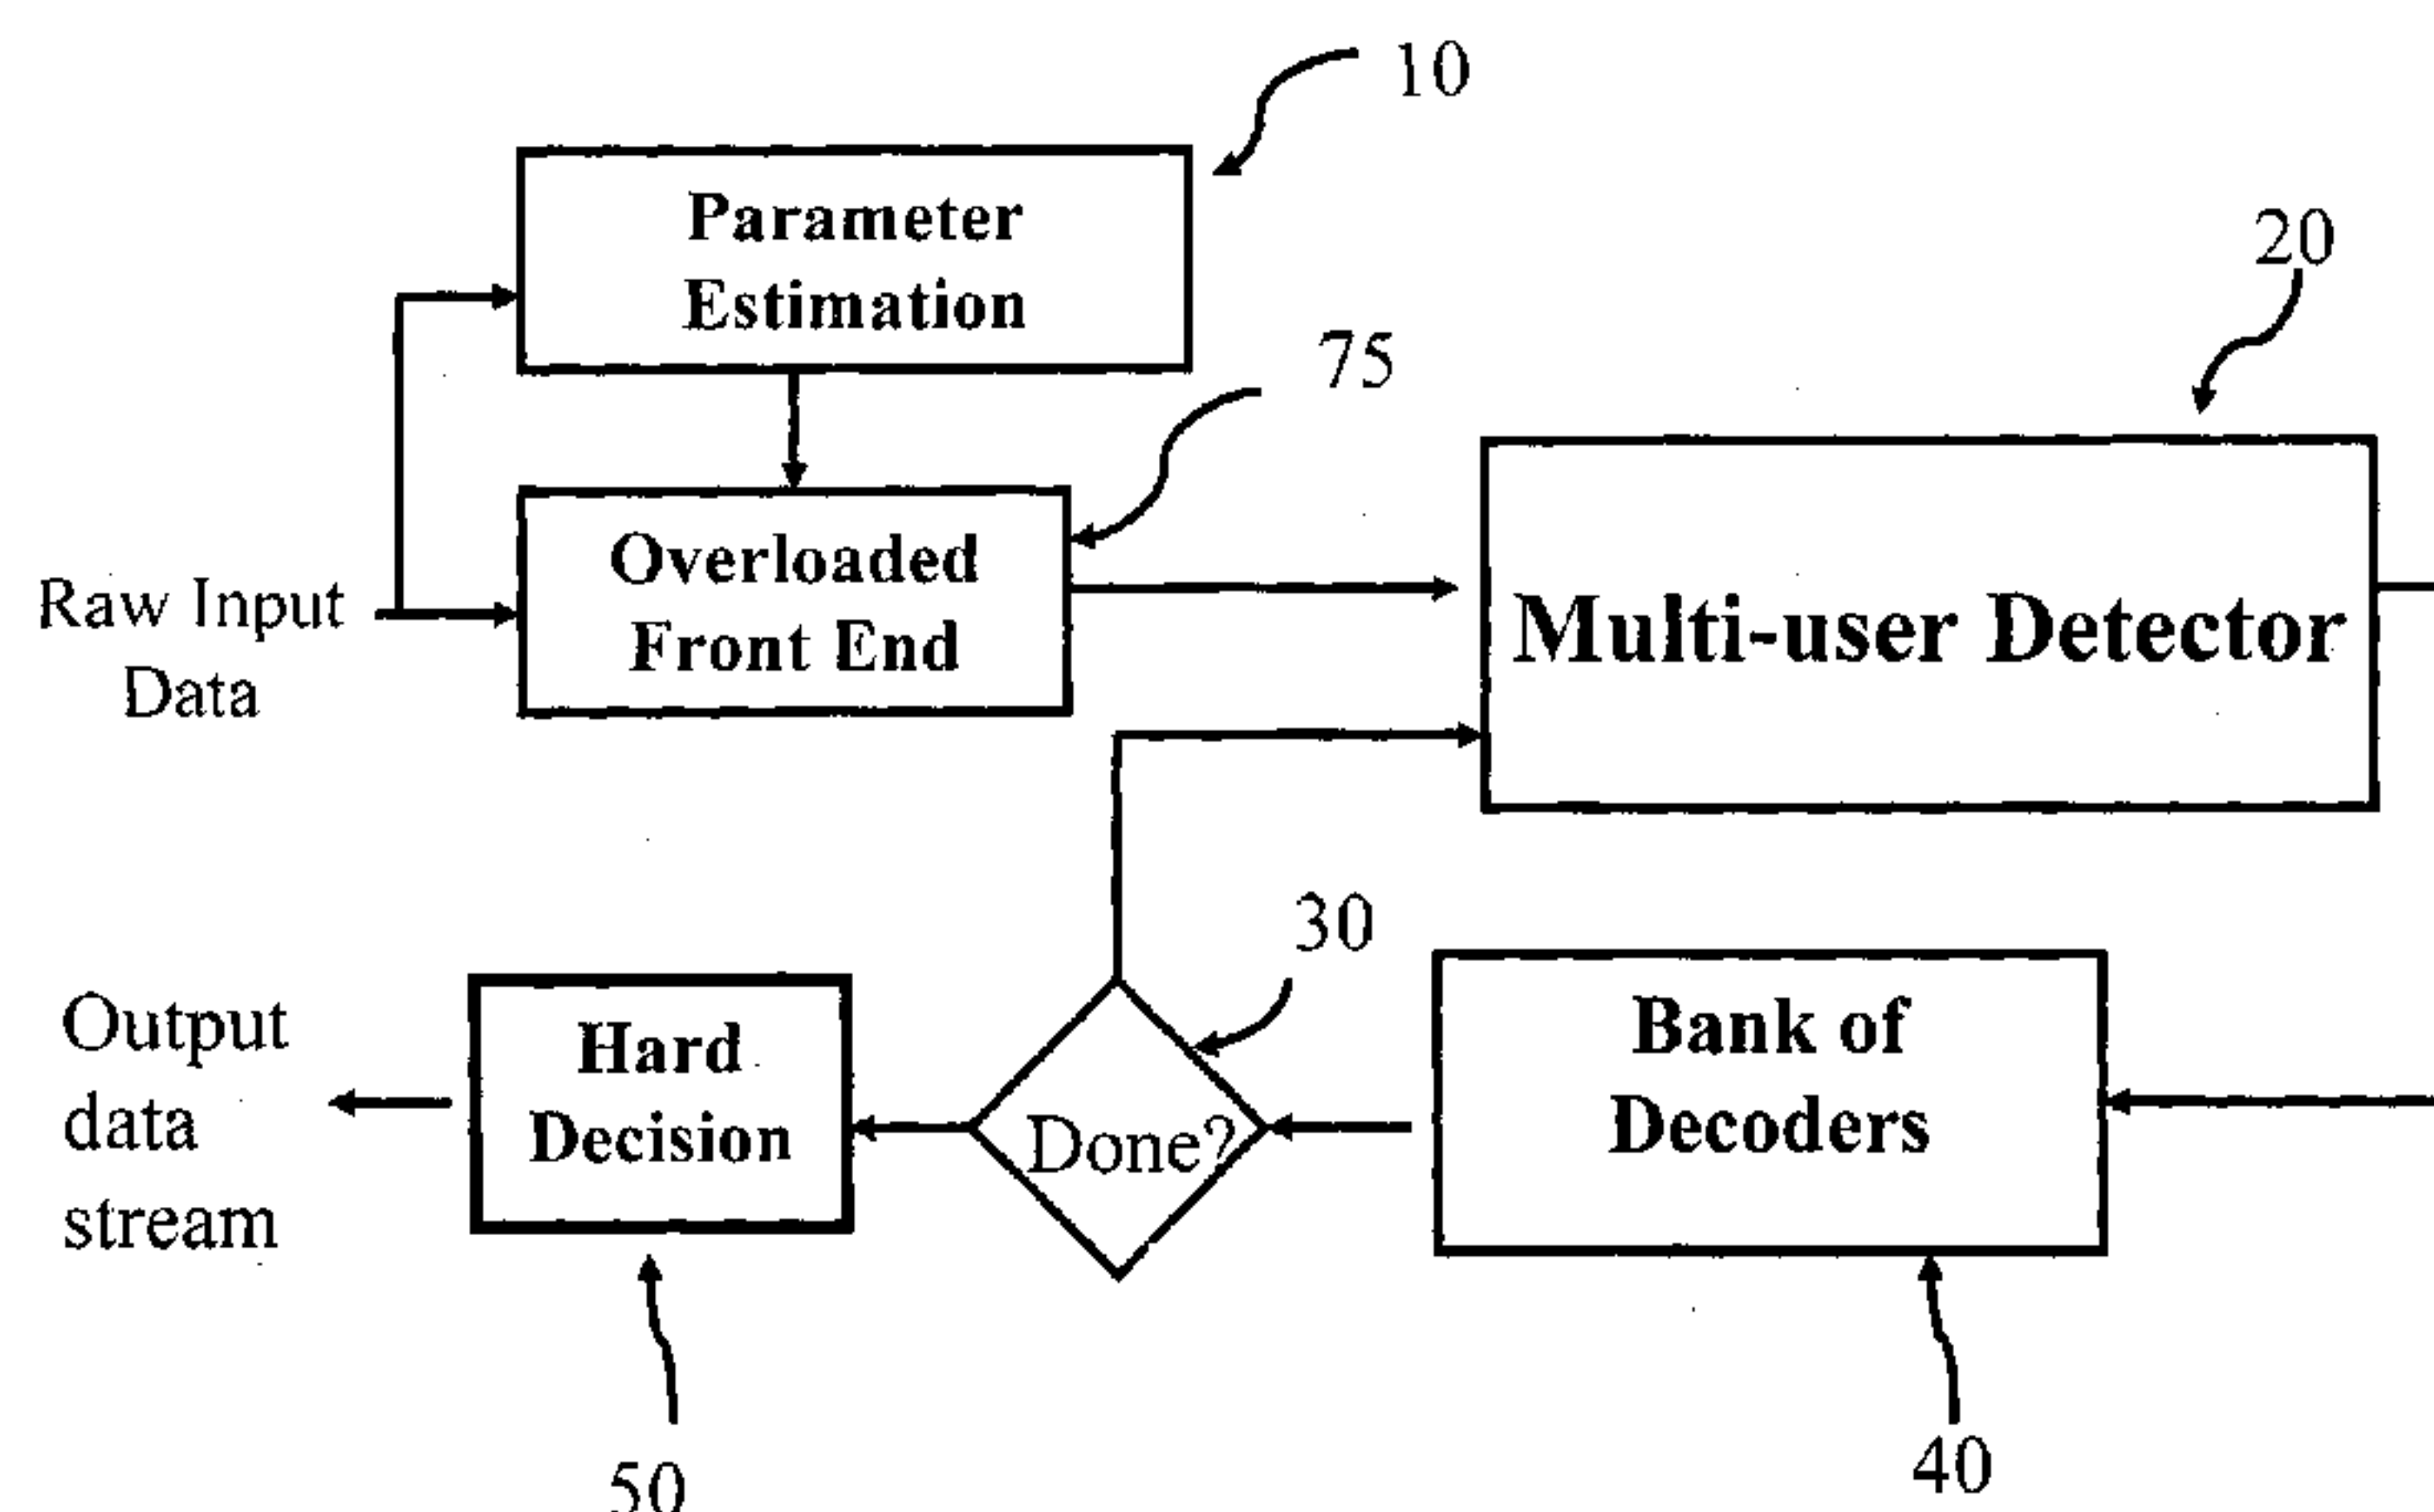 10
Parameter
Estimation
20
75
Overloaded
Front End
Raw Input
Data
Multi-user Detector
30
Bank of
Decoders
Output
data
stream
Hard
Decision
Done?
50
40